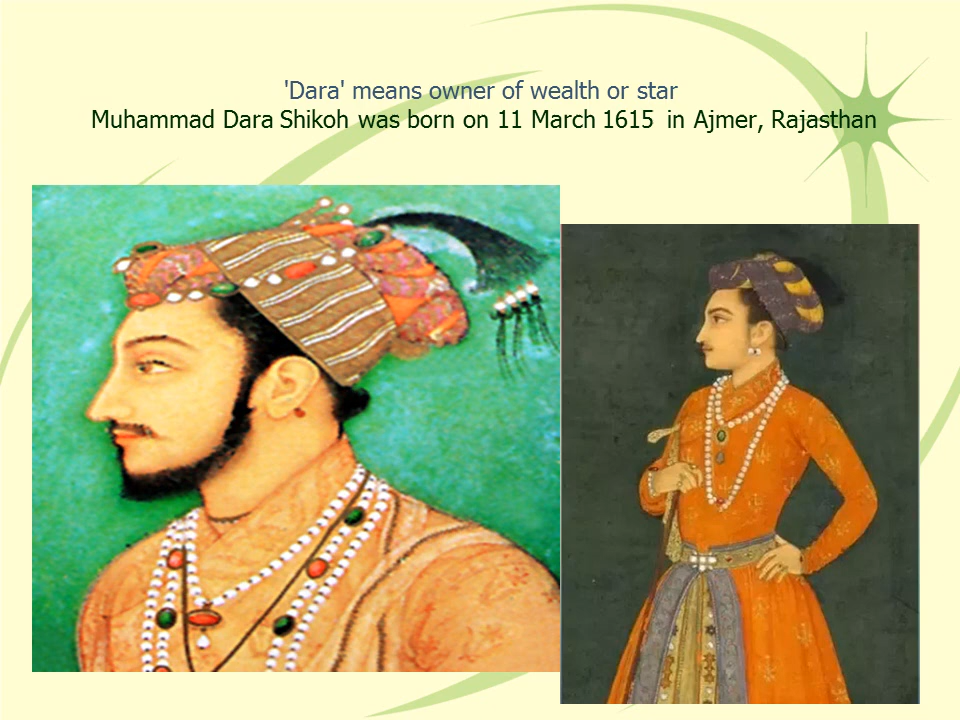 'Dara' means owner of wealth or star
Muhammad Dara Shikoh was born on 11 March 1615 in Ajmer, Rajasthan